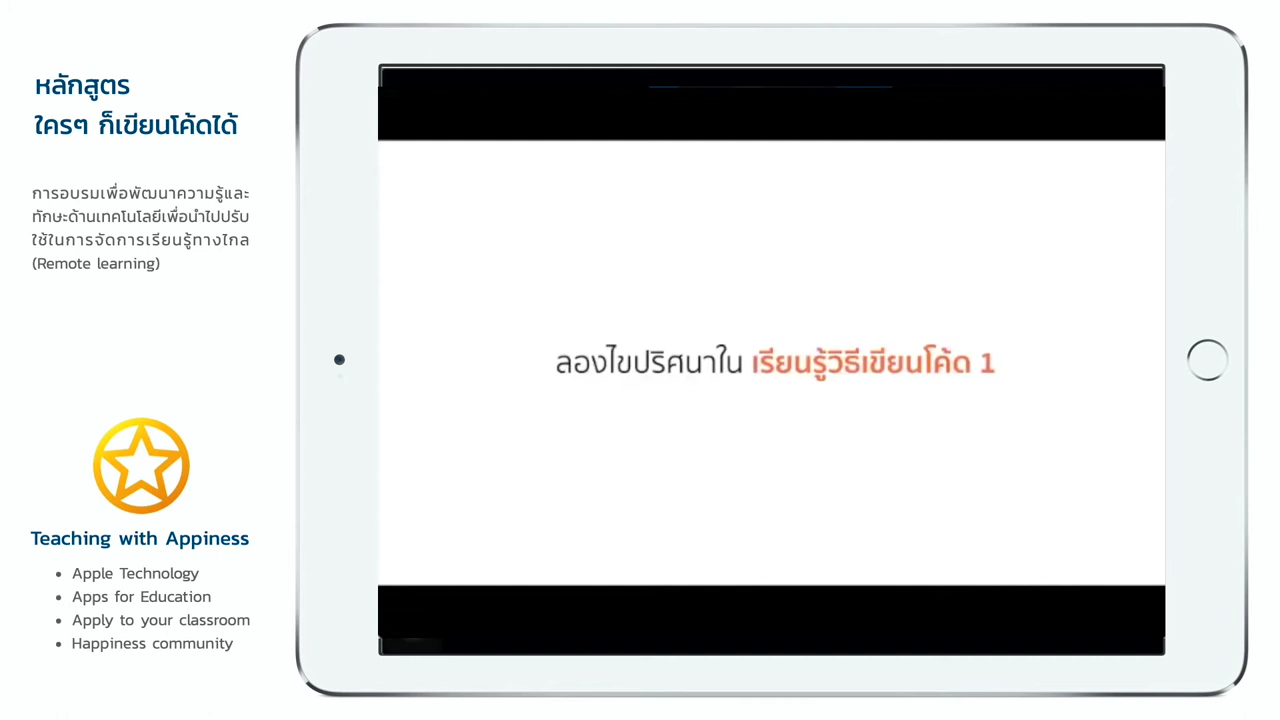 หลักสูตร
ใครๆ ก็เขียนโค้ดได้
การอบรมเพื่อพัฒนาความรู้และ
ทักษะด้านเทคโนโลยีเพื่อนำไปปรับ
ใช้ในการจัดการเรียนรู้ทางไกล
(Remote learning)
Teaching with Appiness
• Apple Technology
• Apps for Education
• Apply to your classroom
• Happiness community
ลองไขปริศนาใน เรียนรู้วิธีเขียนโค้ด 1